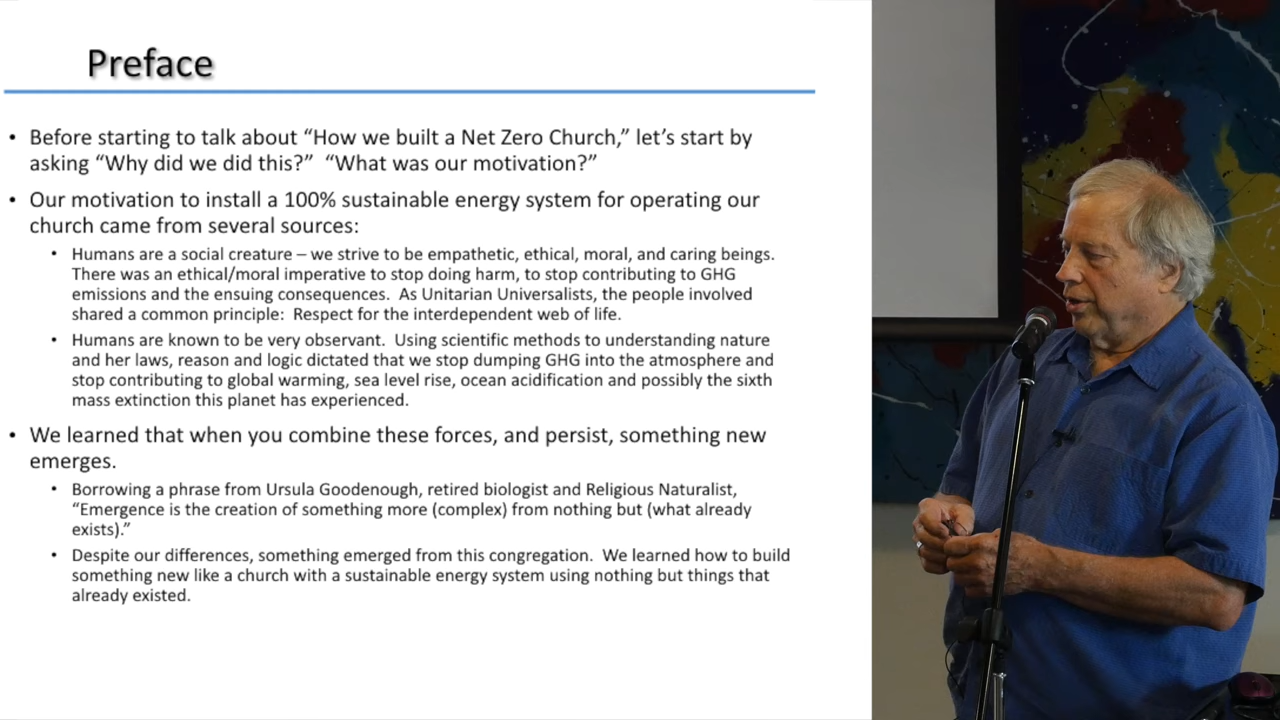 Preface
• Before starting to talk about “How we built a Net Zero Church,” let’s start by
asking “Why did we did this?” “What was our motivation?”
• Our motivation to install a 100% sustainable energy system for operating our
church came from several sources:
• Humans are a social creature – we strive to be empathetic, ethical, moral, and caring beings.
There was an ethical/moral imperative to stop doing harm, to stop contributing to GHG
emissions and the ensuing consequences. As Unitarian Universalists, the people involved
shared a common principle: Respect for the interdependent web of life.
• Humans are known to be very observant. Using scientific methods to understanding nature
and her laws, reason and logic dictated that we stop dumping GHG into the atmosphere and
stop contributing to global warming, sea level rise, ocean acidification and possibly the sixth
mass extinction this planet has experienced.
• We learned that when you combine these forces, and persist, something new
emerges.
• Borrowing a phrase from Ursula Goodenough, retired biologist and Religious Naturalist,
“Emergence is the creation of something more (complex) from nothing but (what already
exists).”
• Despite our differences, something emerged from this congregation. We learned how to build
something new like a church with a sustainable energy system using nothing but things that
already existed.